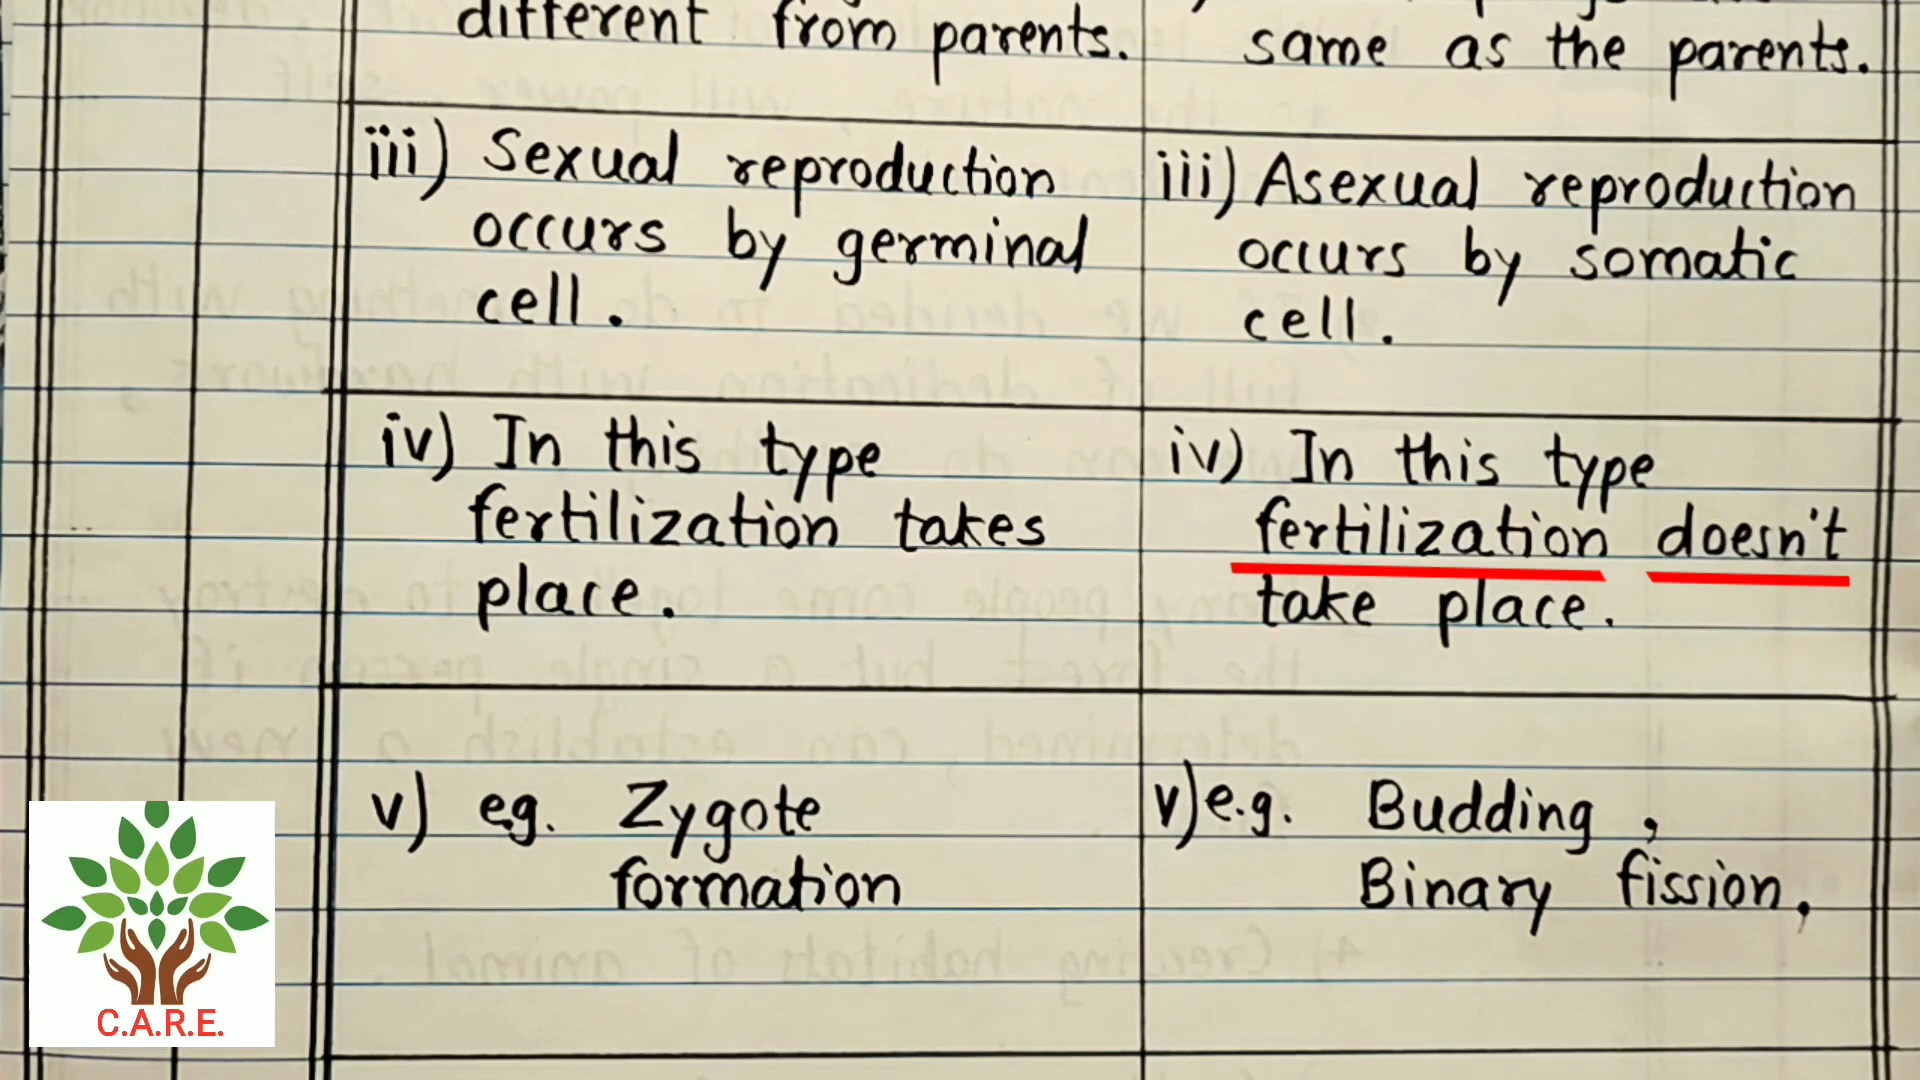 different from parents.
same as the parents.
iii) Sexual reproduction
occurs by germinal
cell.
iii) Asexual reproduction
occurs by somatic
cell.
iv) In this type
fertilization takes
place.
iv) In this type
fertilization doesn't
take place.
v) e.g. Zygote
formation
v) e.g. Budding,
Binary fission,
C.A.R.E.